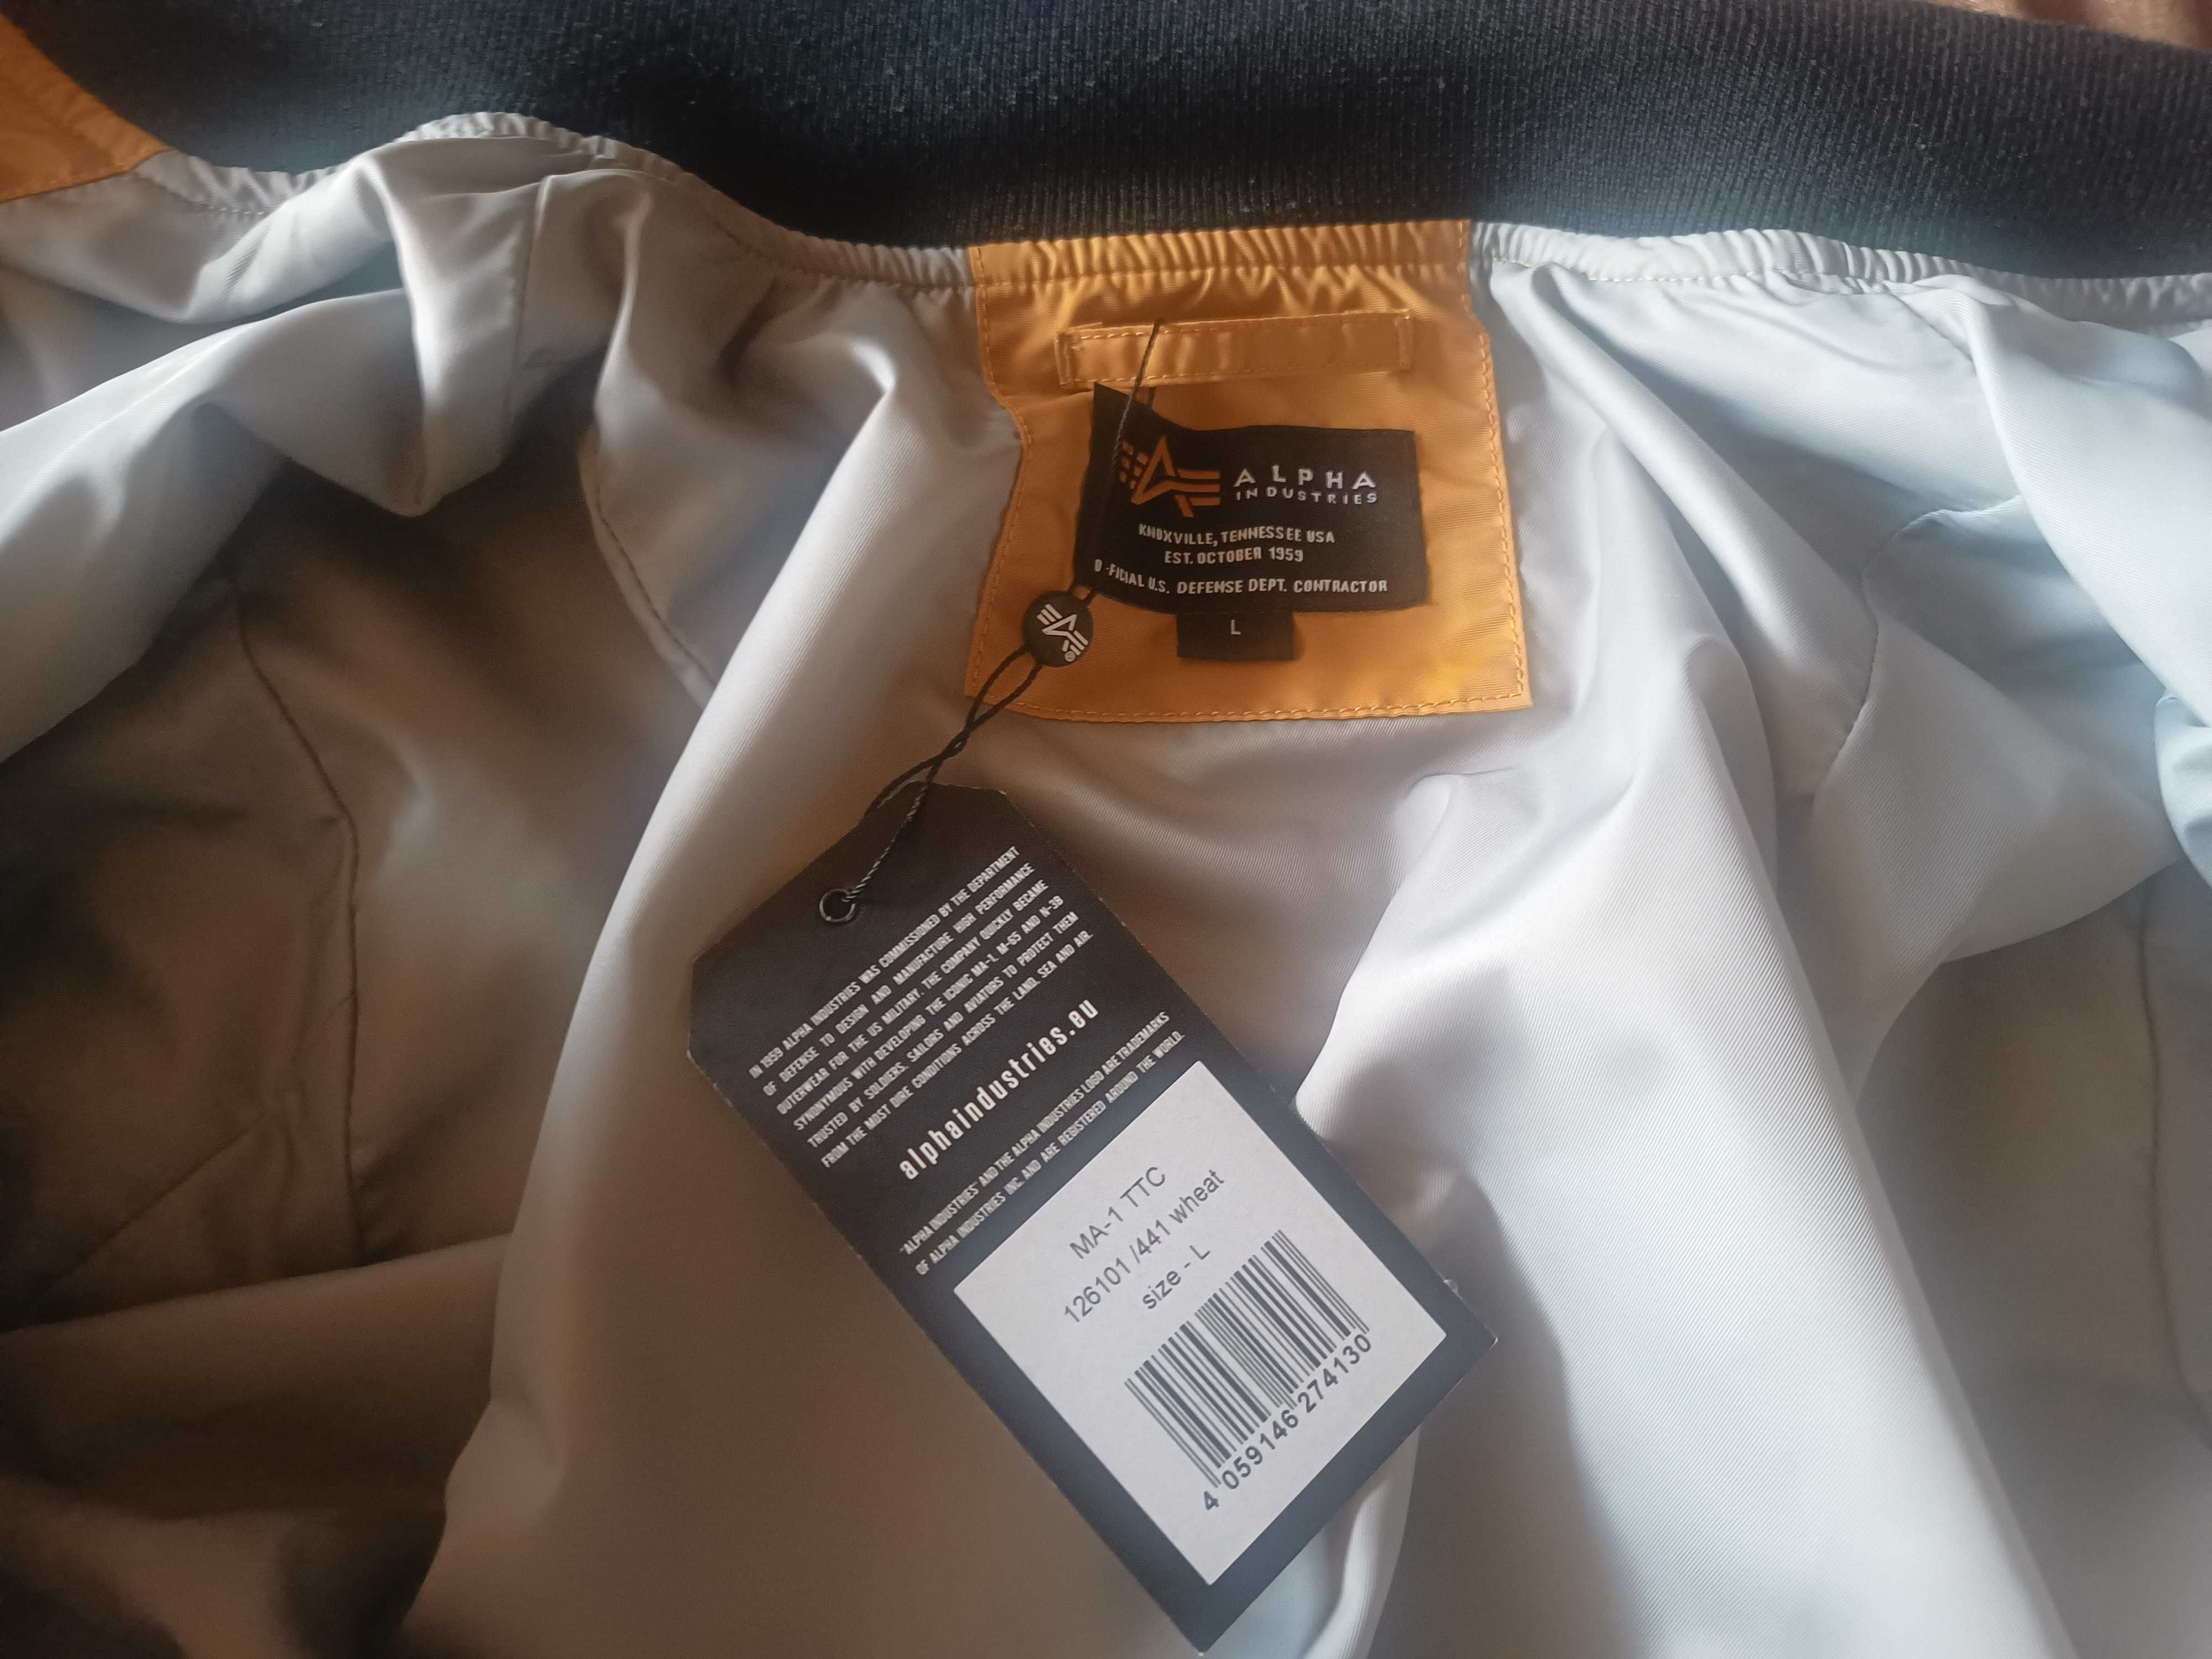 ALPHA
INDUSTRIES
KNOXVILLE, TENNESSEE USA
EST. OCTOBER 1959
O FICIAL U.S. DEFENSE DEPT. CONTRACTOR
L
IN 1959 ALPHA INDUSTRIES WAS COMMISSIONED BY THE DEPARTMENT
OF DEFENSE TO DESIGN AND MANUFACTURE HIGH PERFORMANCE
OUTERWEAR FOR THE US MILITARY. THE COMPANY QUICKLY BECAME
SYNONYMOUS WITH DEVELOPING THE ICONIC MA-1, M-65 AND N-3B
TRUSTED BY SOLDIERS, SAILORS AND AVIATORS TO PROTECT THEM
FROM THE MOST DIRE CONDITIONS ACROSS THE LAND, SEA AND AIR.
alphaindustries.eu
"ALPHA INDUSTRIES" AND THE ALPHA INDUSTRIES LOGO ARE TRADEMARKS
OF ALPHA INDUSTRIES INC. AND ARE REGISTERED AROUND THE WORLD.
MA-1 TTC
126101 /441 wheat
size - L
4 059146 274130